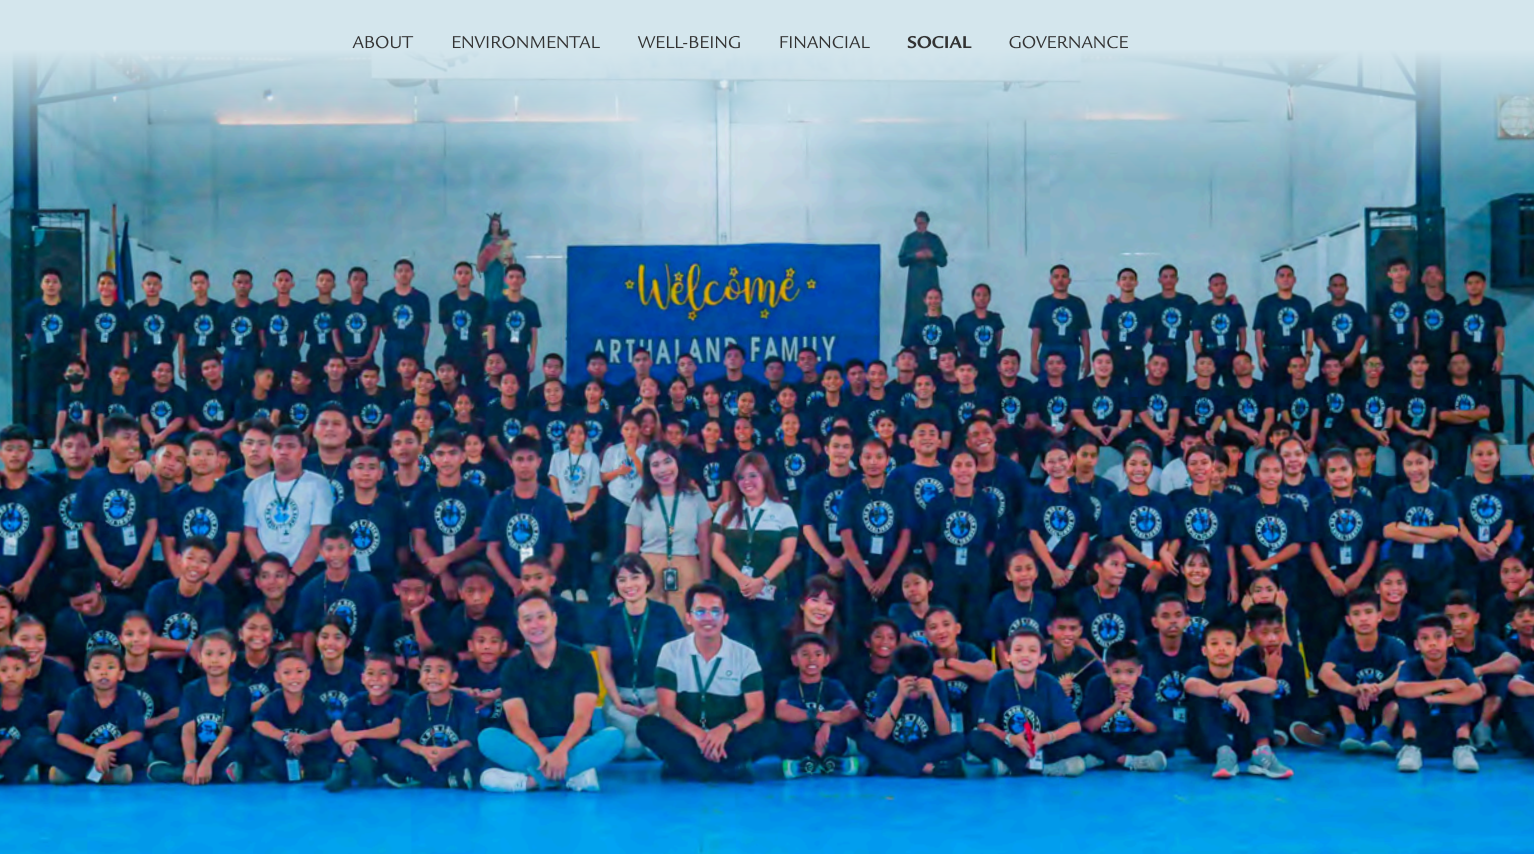 ABOUT ENVIRONMENTAL WELL-BEING FINANCIAL SOCIAL GOVERNANCE
Welcome
ARTHALAND FAMILY